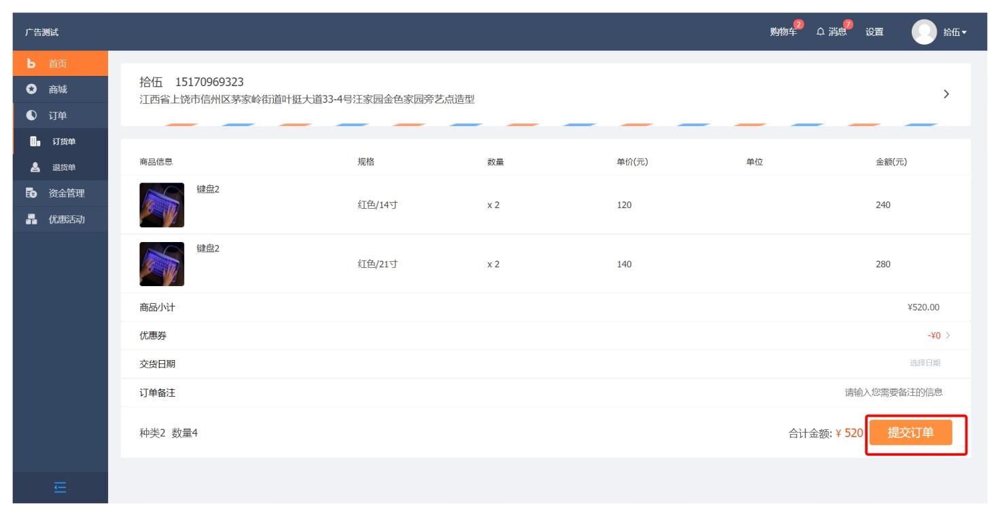 广告测试
购物车 2
消息 7
设置
拾伍
首页
商城
订单
订货单
退货单
资金管理
优惠活动
拾伍 15170969323
江西省上饶市信州区茅家岭街道叶挺大道33-4号汪家园金色家园旁艺点造型
商品信息 规格 数量 单价(元) 单位 金额(元)
键盘2
红色/14寸 x 2 120 240
键盘2
红色/21寸 x 2 140 280
商品小计 ¥520.00
优惠券 -¥0
交货日期 选择日期
订单备注 请输入您需要备注的信息
种类2 数量4 合计金额: ¥ 520 提交订单